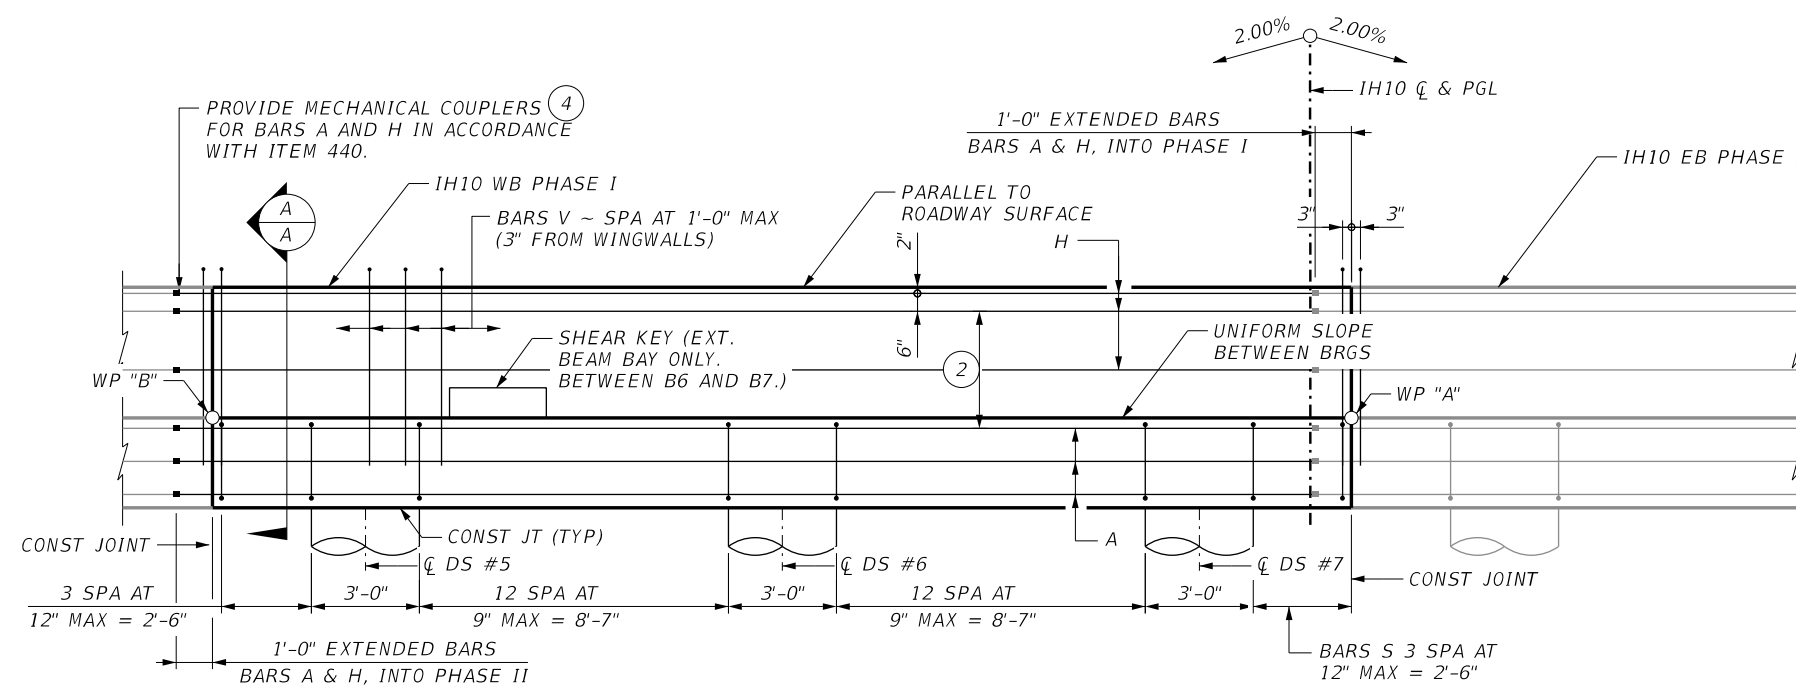 2.00% 2.00%
IH10 ℄ & PGL
PROVIDE MECHANICAL COUPLERS 4
FOR BARS A AND H IN ACCORDANCE
WITH ITEM 440.
1'-0" EXTENDED BARS
BARS A & H, INTO PHASE I
IH10 EB PHASE
IH10 WB PHASE I
PARALLEL TO
ROADWAY SURFACE
A
A
BARS V ~ SPA AT 1'-0" MAX
(3" FROM WINGWALLS)
2"
H
3" 3"
SHEAR KEY (EXT.
BEAM BAY ONLY.
BETWEEN B6 AND B7.)
6"
2
UNIFORM SLOPE
BETWEEN BRGS
WP "B"
WP "A"
CONST JOINT
CONST JT (TYP)
A
℄ DS #5
℄ DS #6
℄ DS #7
CONST JOINT
3 SPA AT
12" MAX = 2'-6"
3'-0"
12 SPA AT
9" MAX = 8'-7"
3'-0"
12 SPA AT
9" MAX = 8'-7"
3'-0"
1'-0" EXTENDED BARS
BARS A & H, INTO PHASE II
BARS S 3 SPA AT
12" MAX = 2'-6"